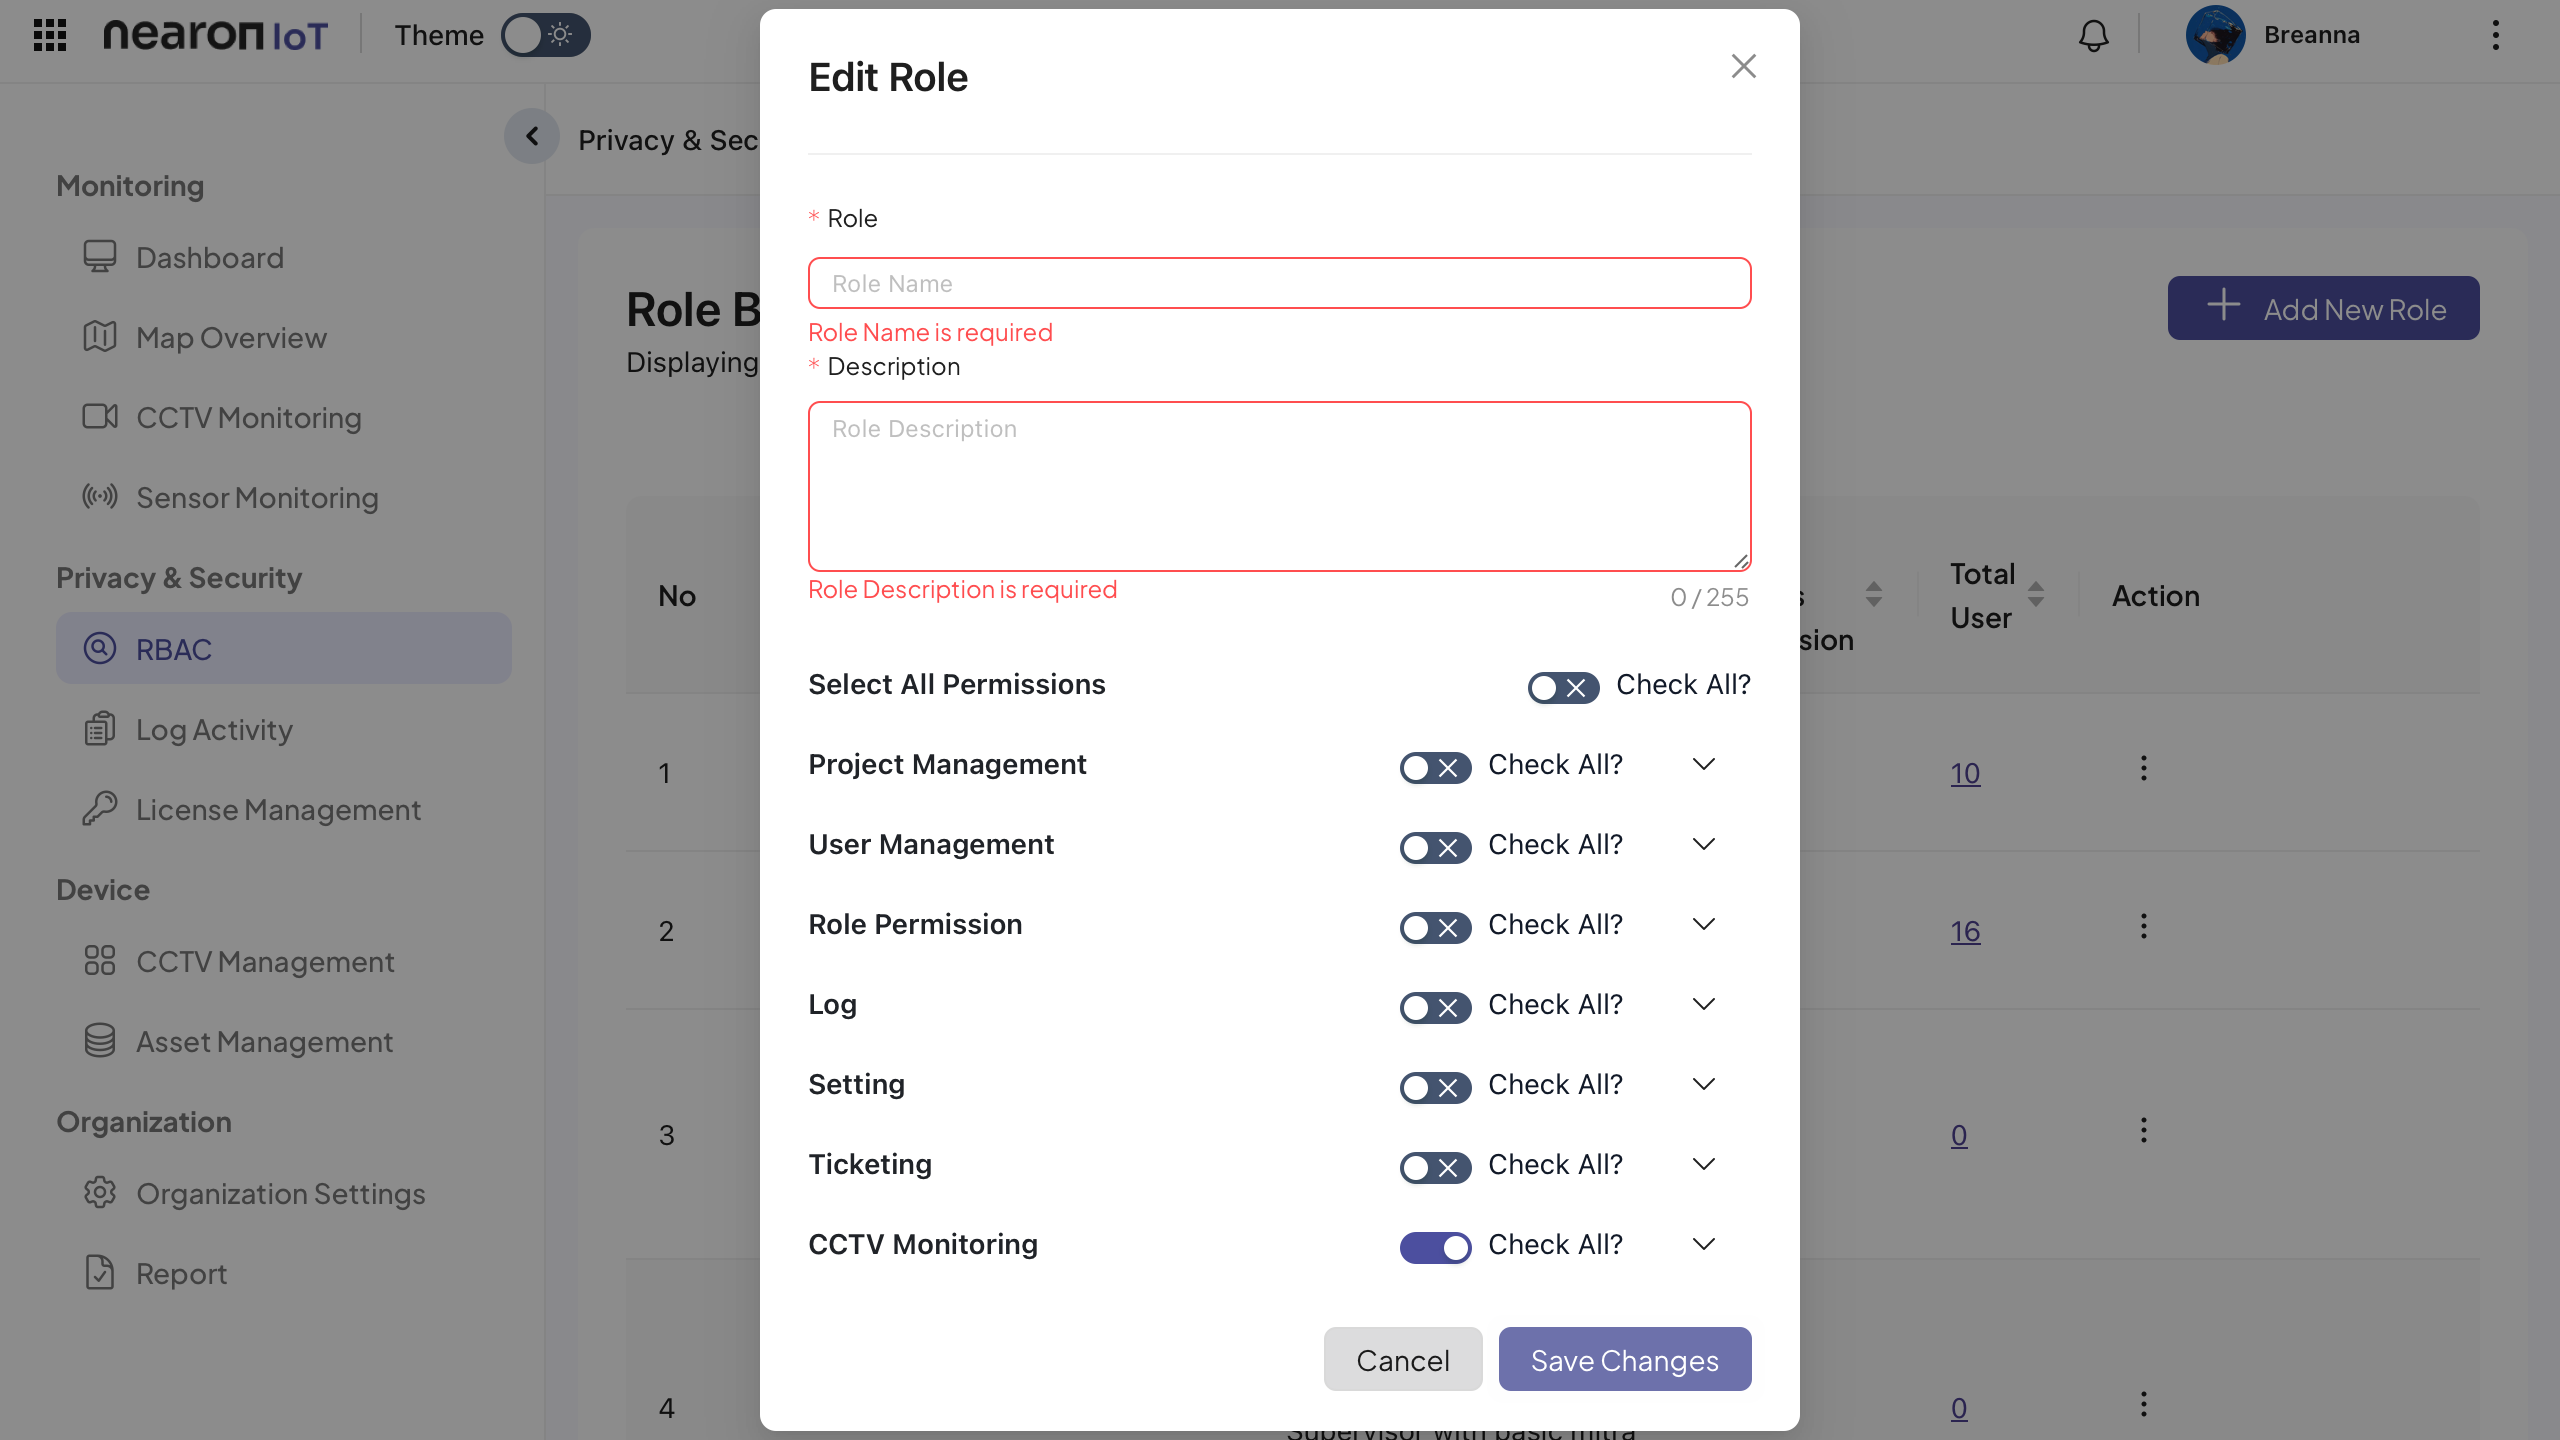 nearon IoT
Theme
Breanna
Monitoring
Dashboard
Map Overview
CCTV Monitoring
Sensor Monitoring
Privacy & Security
RBAC
Log Activity
License Management
Device
CCTV Management
Asset Management
Organization
Organization Settings
Report
Privacy & Sec
Role B
Displaying
Add New Role
No
sion
Total
User
Action
1
10
2
16
3
0
4
0
Supervisor with basic mitra
Edit Role
* Role
Role Name
Role Name is required
* Description
Role Description
Role Description is required
0 / 255
Select All Permissions
Check All?
Project Management
Check All?
User Management
Check All?
Role Permission
Check All?
Log
Check All?
Setting
Check All?
Ticketing
Check All?
CCTV Monitoring
Check All?
Cancel
Save Changes